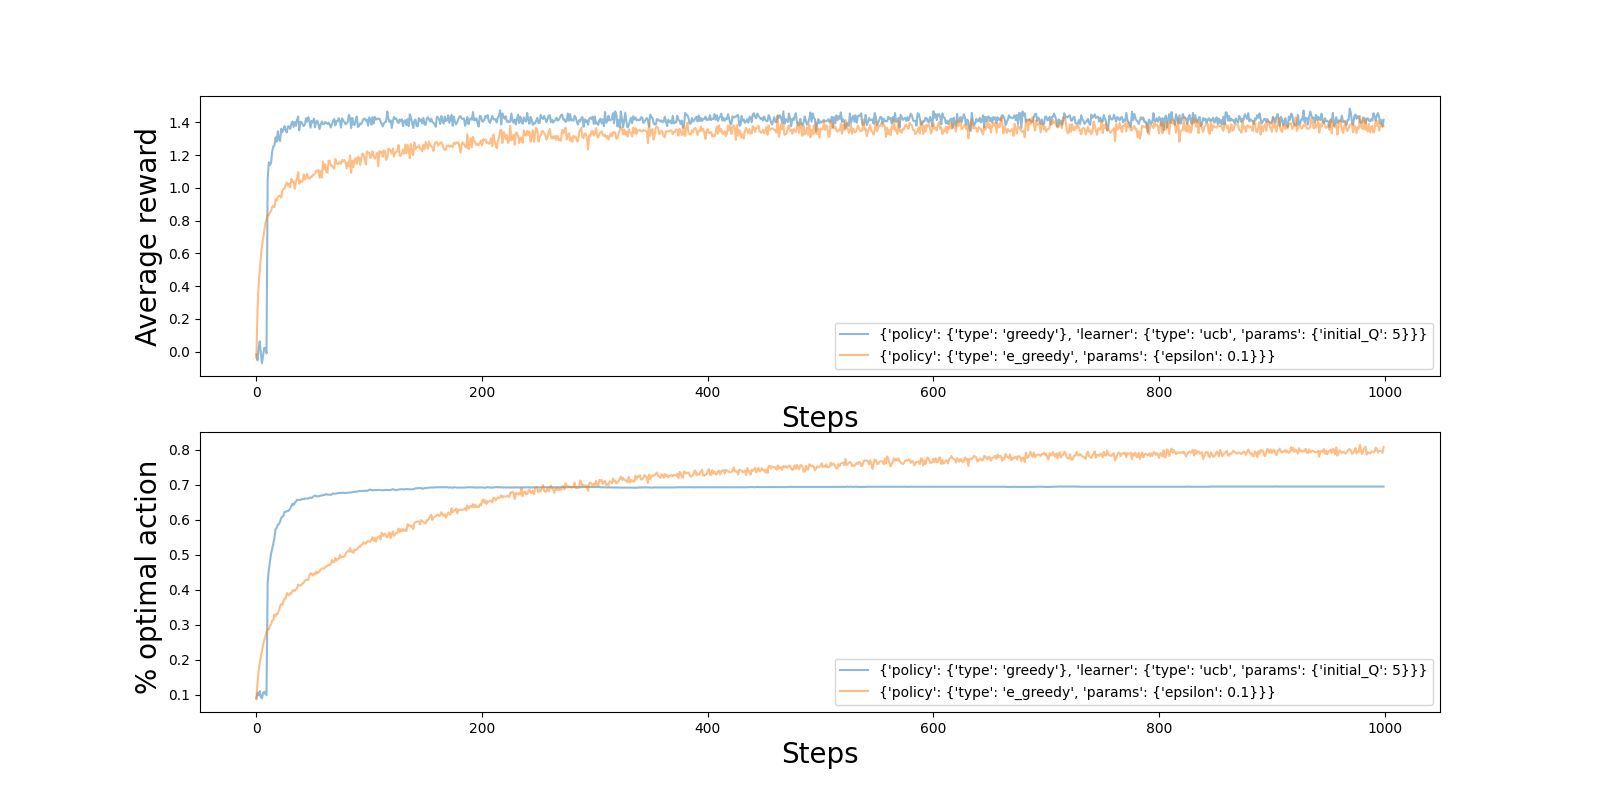 Average reward
1.4
1.2
1.0
0.8
0.6
0.4
0.2
0.0
{'policy': {'type': 'greedy'}, 'learner': {'type': 'ucb', 'params': {'initial_Q': 5}}}
{'policy': {'type': 'e_greedy', 'params': {'epsilon': 0.1}}}
0 200 400 600 800 1000
Steps
% optimal action
0.8
0.7
0.6
0.5
0.4
0.3
0.2
0.1
{'policy': {'type': 'greedy'}, 'learner': {'type': 'ucb', 'params': {'initial_Q': 5}}}
{'policy': {'type': 'e_greedy', 'params': {'epsilon': 0.1}}}
0 200 400 600 800 1000
Steps